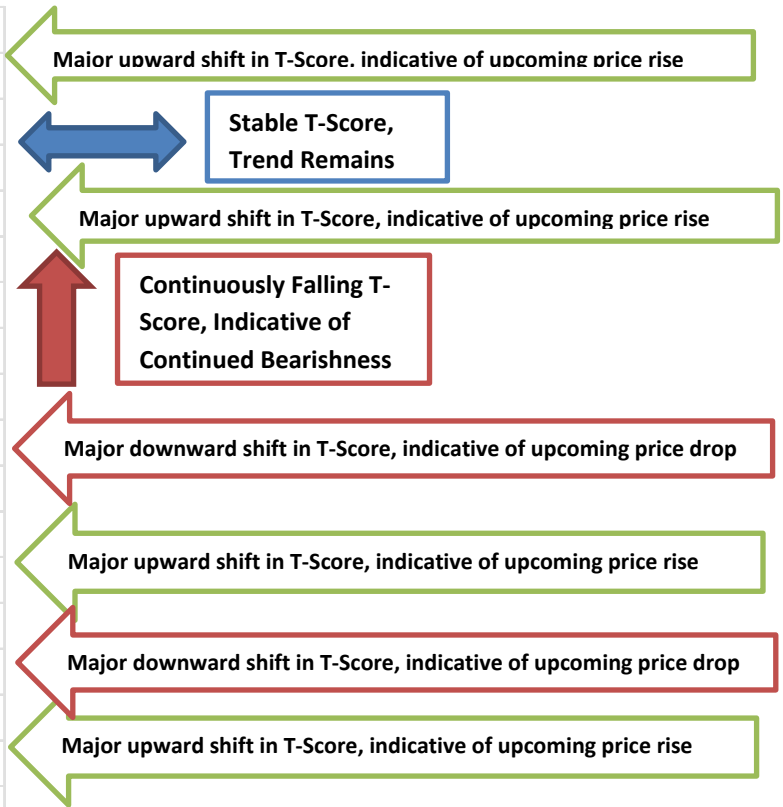 Major upward shift in T-Score, indicative of upcoming price rise
Stable T-Score,
Trend Remains
Major upward shift in T-Score, indicative of upcoming price rise
Continuously Falling T-
Score, Indicative of
Continued Bearishness
Major downward shift in T-Score, indicative of upcoming price drop
Major upward shift in T-Score, indicative of upcoming price rise
Major downward shift in T-Score, indicative of upcoming price drop
Major upward shift in T-Score, indicative of upcoming price rise